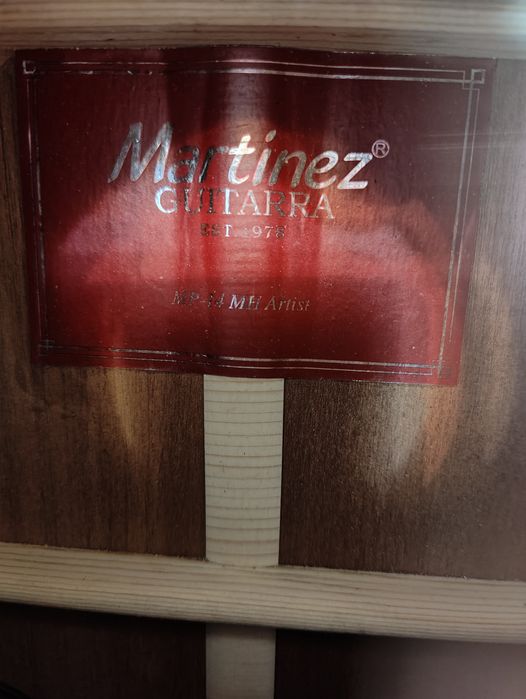 Martinez®
GUITARRA
EST. 1978
MP-14 MH Artist